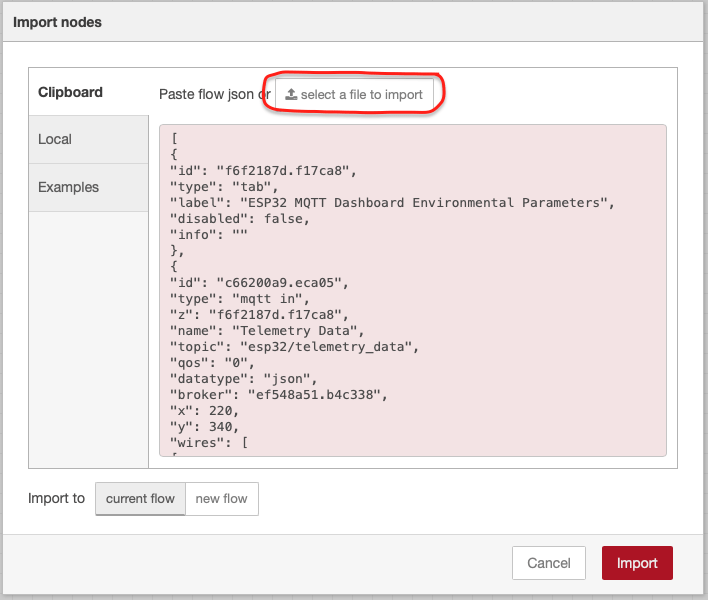 Import nodes
Clipboard
Local
Examples
Paste flow json or
select a file to import
[
{
"id": "f6f2187d.f17ca8",
"type": "tab",
"label": "ESP32 MQTT Dashboard Environmental Parameters",
"disabled": false,
"info": ""
},
{
"id": "c66200a9.eca05",
"type": "mqtt in",
"z": "f6f2187d.f17ca8",
"name": "Telemetry Data",
"topic": "esp32/telemetry_data",
"qos": "0",
"datatype": "json",
"broker": "ef548a51.b4c338",
"x": 220,
"y": 340,
"wires": [
Import to
current flow
new flow
Cancel
Import